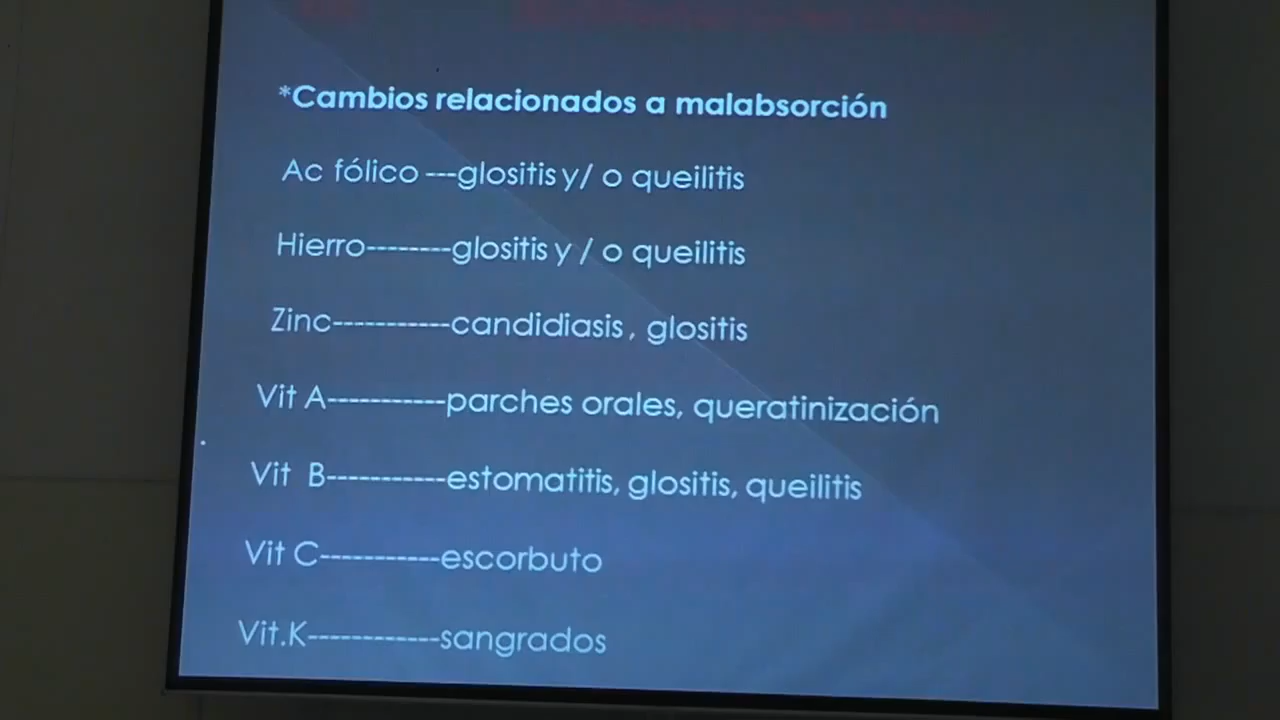 *Cambios relacionados a malabsorción
Ac fólico ---glositis y/ o queilitis
Hierro--------glositis y / o queilitis
Zinc-----------candidiasis , glositis
Vit A-----------parches orales, queratinización
Vit B-----------estomatitis, glositis, queilitis
Vit C-----------escorbuto
Vit.K------------sangrados